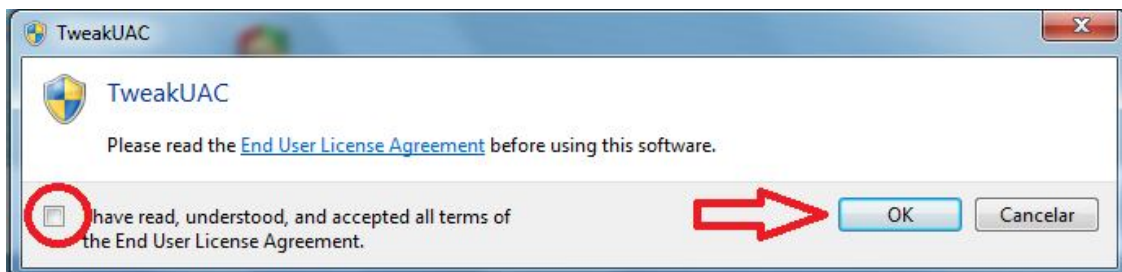 TweakUAC
TweakUAC
Please read the End User License Agreement before using this software.
have read, understood, and accepted all terms of
the End User License Agreement.
OK
Cancelar